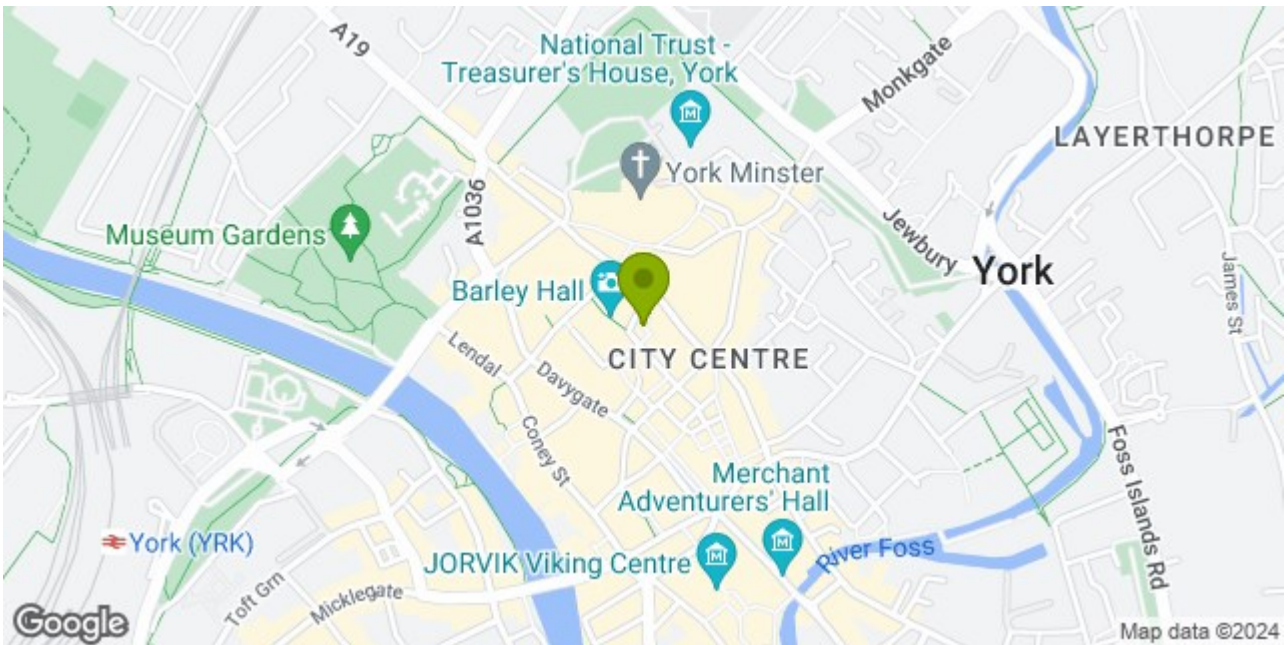 A19
National Trust -
Treasurer's House, York
Monkgate
LAYERTHORPE
York Minster
A1036
Museum Gardens
Jewbury
York
James St
Barley Hall
CITY CENTRE
Lendal
Davygate
Coney St
Foss Islands Rd
Merchant
Adventurers' Hall
York (YRK)
JORVIK Viking Centre
River Foss
Toft Grn
Micklegate
Google
Map data ©2024